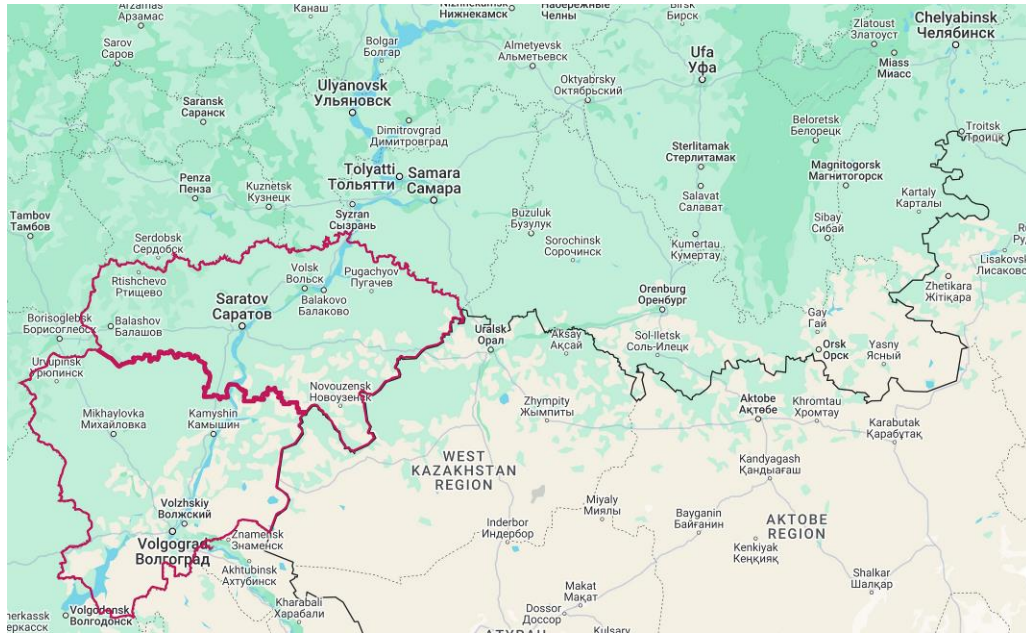 Arzamas
Арзамас
Канаш
Нижнекамск
Набережные
Челны
Birsk
Бирск
Zlatoust
Златоуст
Chelyabinsk
Челябинск
Sarov
Саров
Bolgar
Болгар
Almetyevsk
Альметьевск
Ufa
Уфа
Miass
Миасс
Oktyabrsky
Октябрьский
Ulyanovsk
Ульяновск
Saransk
Саранск
Dimitrovgrad
Димитровград
Beloretsk
Белорецк
Troitsk
Троицк
Sterlitamak
Стерлитамак
Tolyatti
Тольятти
Samara
Самара
Magnitogorsk
Магнитогорск
Penza
Пенза
Kuznetsk
Кузнецк
Salavat
Салават
Kartaly
Карталы
Tambov
Тамбов
Syzran
Сызрань
Buzuluk
Бузулук
Sibay
Сибай
Serdobsk
Сердобск
Sorochinsk
Сорочинск
Kumertau
Кумертау
Lisakovsk
Лисаковск
Rtishchevo
Ртищево
Volsk
Вольск
Pugachyov
Пугачев
Zhetikara
Жітіқара
Balakovo
Балаково
Orenburg
Оренбург
Saratov
Саратов
Gay
Гай
Borisoglebsk
Борисоглебск
Balashov
Балашов
Uralsk
Орал
Aksay
Ақсай
Sol-Iletsk
Соль-Илецк
Orsk
Орск
Yasny
Ясный
Uryupinsk
Урюпинск
Novouzensk
Новоузенск
Mikhaylovka
Михайловка
Kamyshin
Камышин
Zhympity
Жымпиты
Aktobe
Ақтөбе
Khromtau
Хромтау
Karabutak
Қарабұтақ
WEST
KAZAKHSTAN
REGION
Kandyagash
Қандыағаш
Volzhskiy
Волжский
Miyaly
Миялы
Bayganin
Байғанин
AKTOBE
REGION
Volgograd
Волгоград
Znamensk
Знаменск
Inderbor
Индербор
Kenkiyak
Кеңқияқ
Akhtubinsk
Ахтубинск
Shalkar
Шалқар
Makat
Мақат
Volgodonsk
Волгодонск
Kharabali
Харабали
Dossor
Доссор
Kulsary